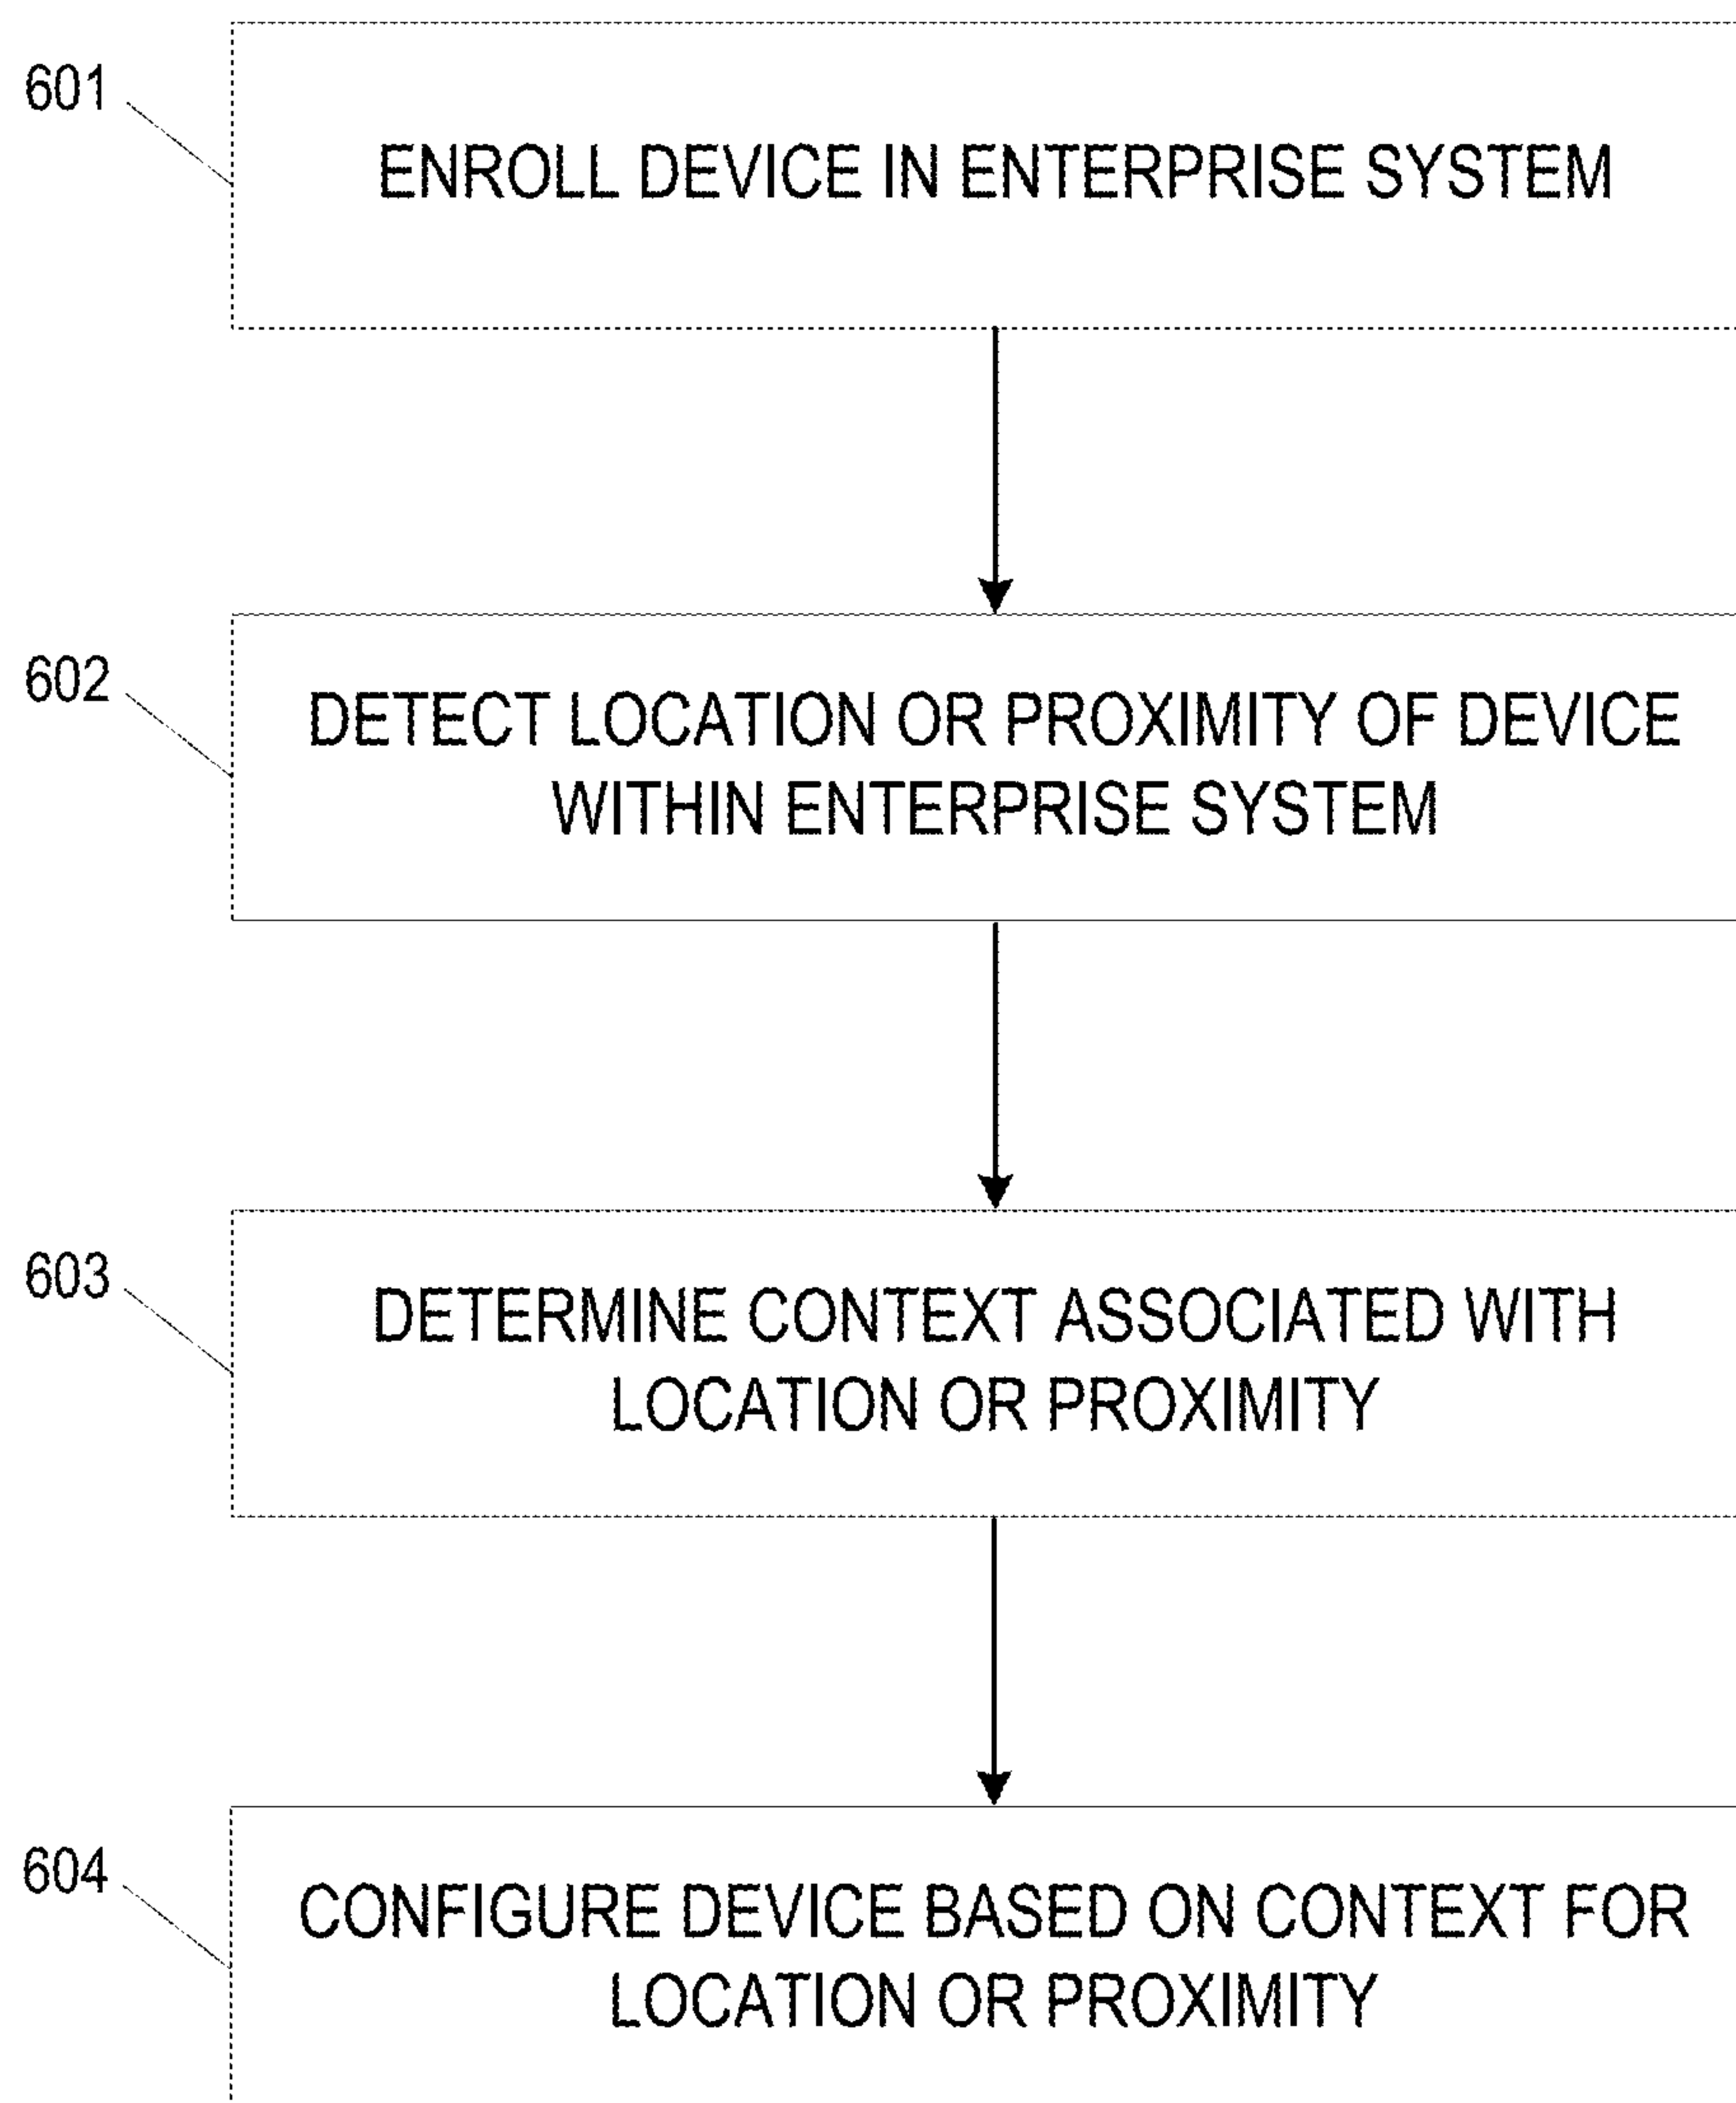 601
ENROLL DEVICE IN ENTERPRISE SYSTEM
602
DETECT LOCATION OR PROXIMITY OF DEVICE
WITHIN ENTERPRISE SYSTEM
603
DETERMINE CONTEXT ASSOCIATED WITH
LOCATION OR PROXIMITY
604
CONFIGURE DEVICE BASED ON CONTEXT FOR
LOCATION OR PROXIMITY